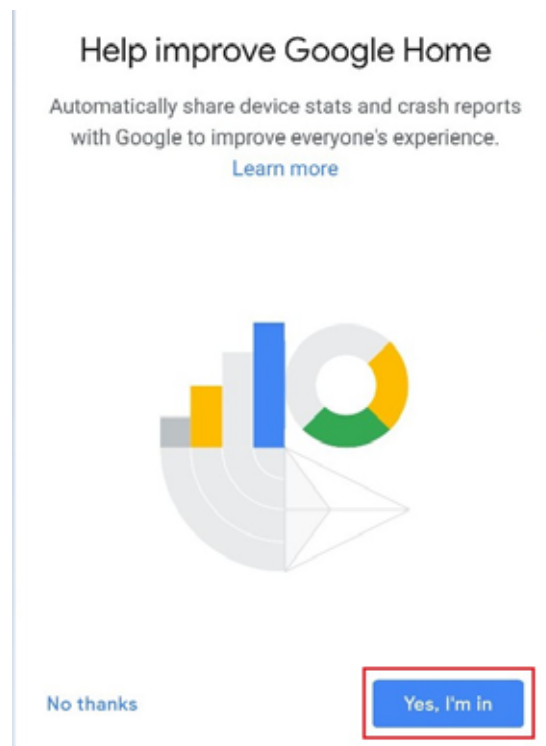 Help improve Google Home
Automatically share device stats and crash reports
with Google to improve everyone's experience.
Learn more
No thanks
Yes, I'm in